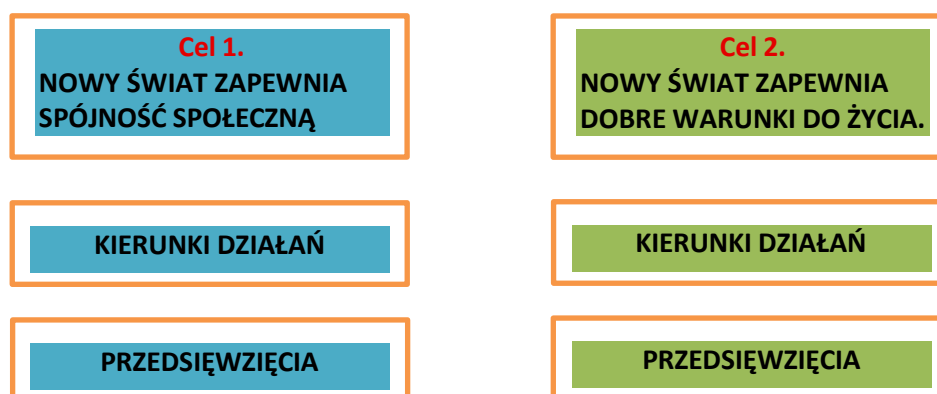 Cel 1.
NOWY ŚWIAT ZAPEWNIA
SPÓJNOŚĆ SPOŁECZNĄ
KIERUNKI DZIAŁAŃ
PRZEDSIĘWZIĘCIA
Cel 2.
NOWY ŚWIAT ZAPEWNIA
DOBRE WARUNKI DO ŻYCIA.
KIERUNKI DZIAŁAŃ
PRZEDSIĘWZIĘCIA